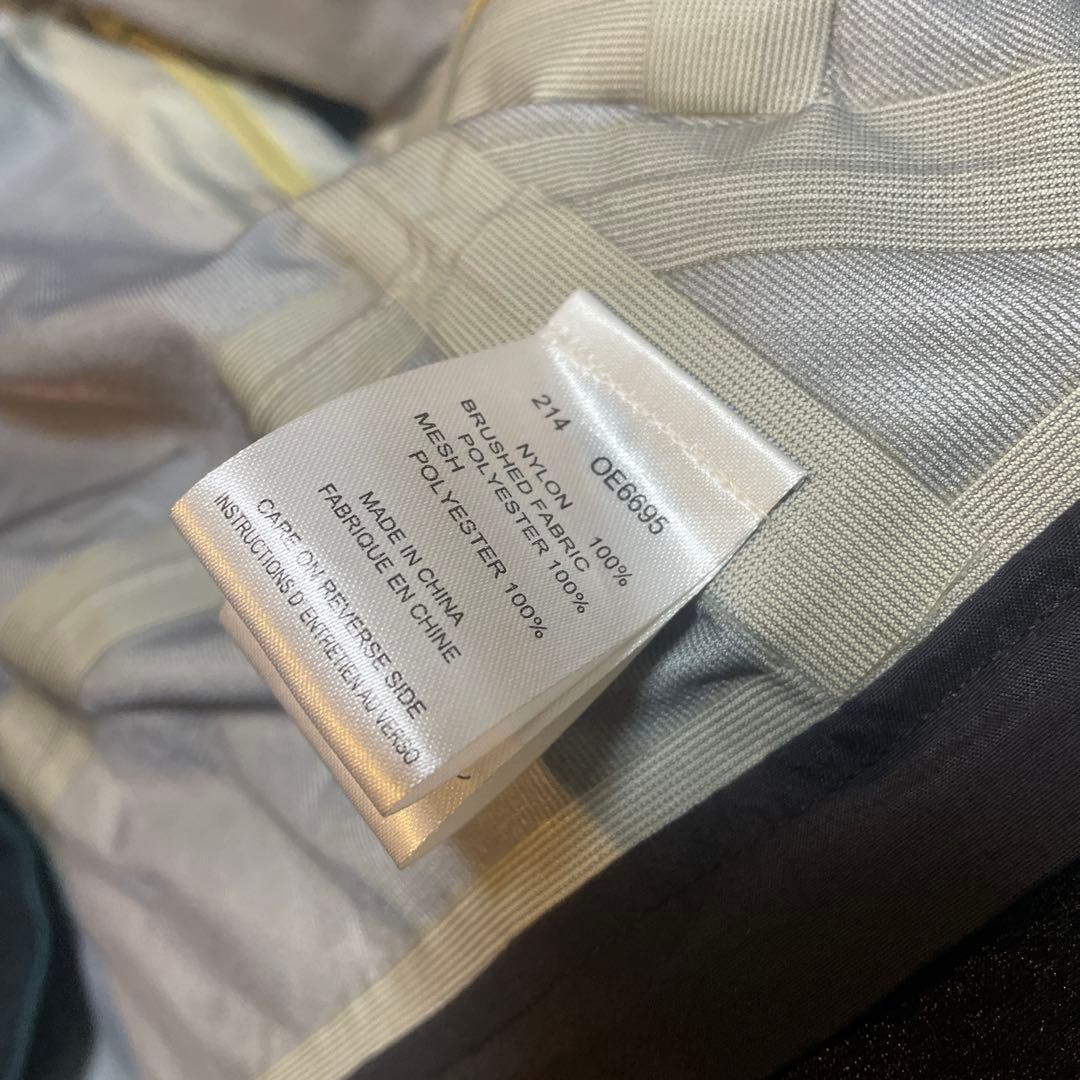 214 OE6695
NYLON 100%
BRUSHED FABRIC
POLYESTER 100%
MESH
POLYESTER 100%
MADE IN CHINA
FABRIQUE EN CHINE
CARE ON REVERSE SIDE
INSTRUCTIONS D'ENTRETIEN AU VERSO